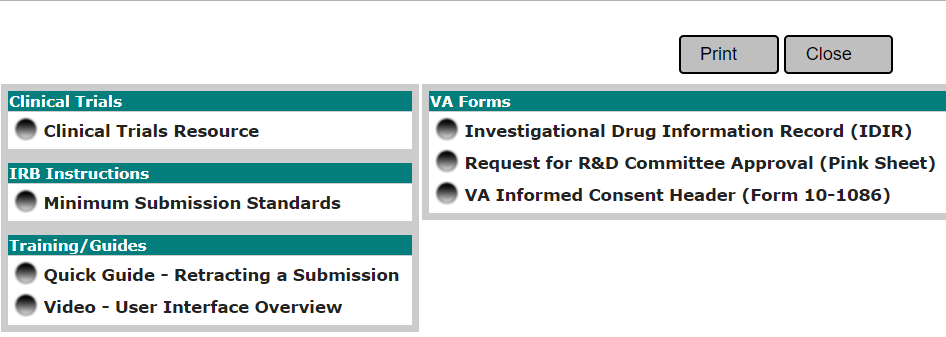 Print
Close
Clinical Trials
Clinical Trials Resource
IRB Instructions
Minimum Submission Standards
Training/Guides
Quick Guide - Retracting a Submission
Video - User Interface Overview
VA Forms
Investigational Drug Information Record (IDIR)
Request for R&D Committee Approval (Pink Sheet)
VA Informed Consent Header (Form 10-1086)